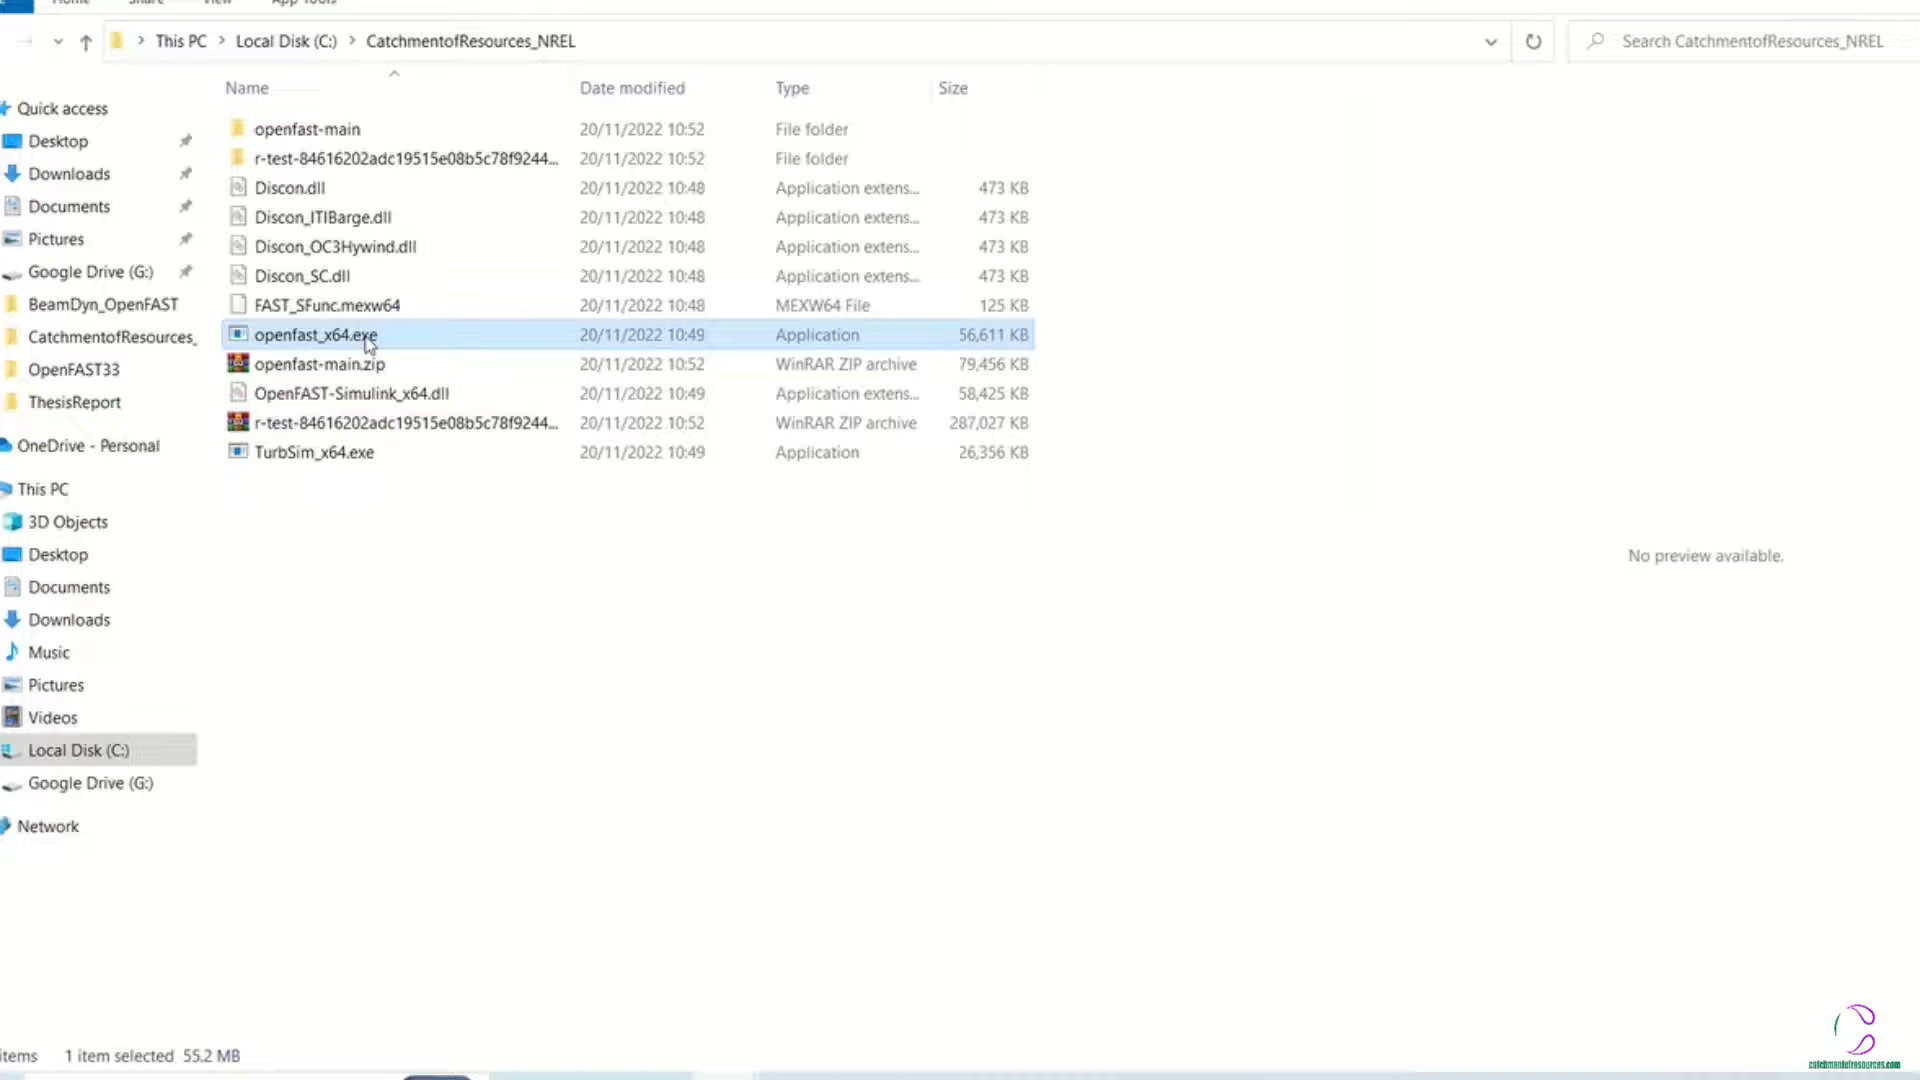 Home Share View App Tools
This PC > Local Disk (C:) > CatchmentofResources_NREL
Search CatchmentofResources_NREL
Name Date modified Type Size
Quick access
Desktop
Downloads
Documents
Pictures
Google Drive (G:)
BeamDyn_OpenFAST
CatchmentofResources_
OpenFAST33
ThesisReport
OneDrive - Personal
This PC
3D Objects
Desktop
Documents
Downloads
Music
Pictures
Videos
Local Disk (C:)
Google Drive (G:)
Network
openfast-main 20/11/2022 10:52 File folder
r-test-84616202adc19515e08b5c78f9244... 20/11/2022 10:52 File folder
Discon.dll 20/11/2022 10:48 Application extens... 473 KB
Discon_ITIBarge.dll 20/11/2022 10:48 Application extens... 473 KB
Discon_OC3Hywind.dll 20/11/2022 10:48 Application extens... 473 KB
Discon_SC.dll 20/11/2022 10:48 Application extens... 473 KB
FAST_SFunc.mexw64 20/11/2022 10:48 MEXW64 File 125 KB
openfast_x64.exe 20/11/2022 10:49 Application 56,611 KB
openfast-main.zip 20/11/2022 10:52 WinRAR ZIP archive 79,456 KB
OpenFAST-Simulink_x64.dll 20/11/2022 10:49 Application extens... 58,425 KB
r-test-84616202adc19515e08b5c78f9244... 20/11/2022 10:52 WinRAR ZIP archive 287,027 KB
TurbSim_x64.exe 20/11/2022 10:49 Application 26,356 KB
No preview available.
items 1 item selected 55.2 MB
catchmentofresources.com